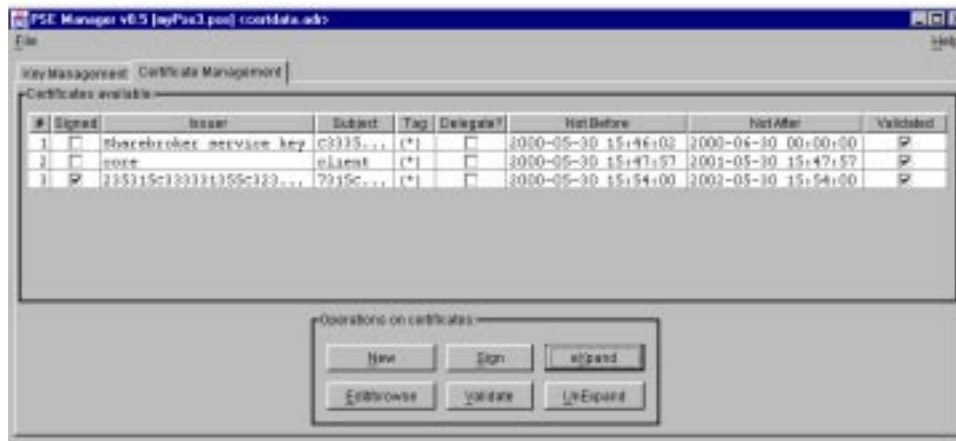 PSE Manager v0.5 [myPse3.pse] <certdata.adr>
File Help
Key Management Certificate Management
Certificates available
# Signed Issuer Subject Tag Delegate? Not Before Not After Validated
1 Sharebroker service key c3335... (*) 2000-05-30 15:46:02 2000-06-30 00:00:00
2 core client (*) 2000-05-30 15:47:57 2001-05-30 15:47:57
3 235315c333331355c323... 7315c... (*) 2000-05-30 15:54:00 2002-05-30 15:54:00
Operations on certificates
New Sign eXpand
Edit/browse Validate UnExpand